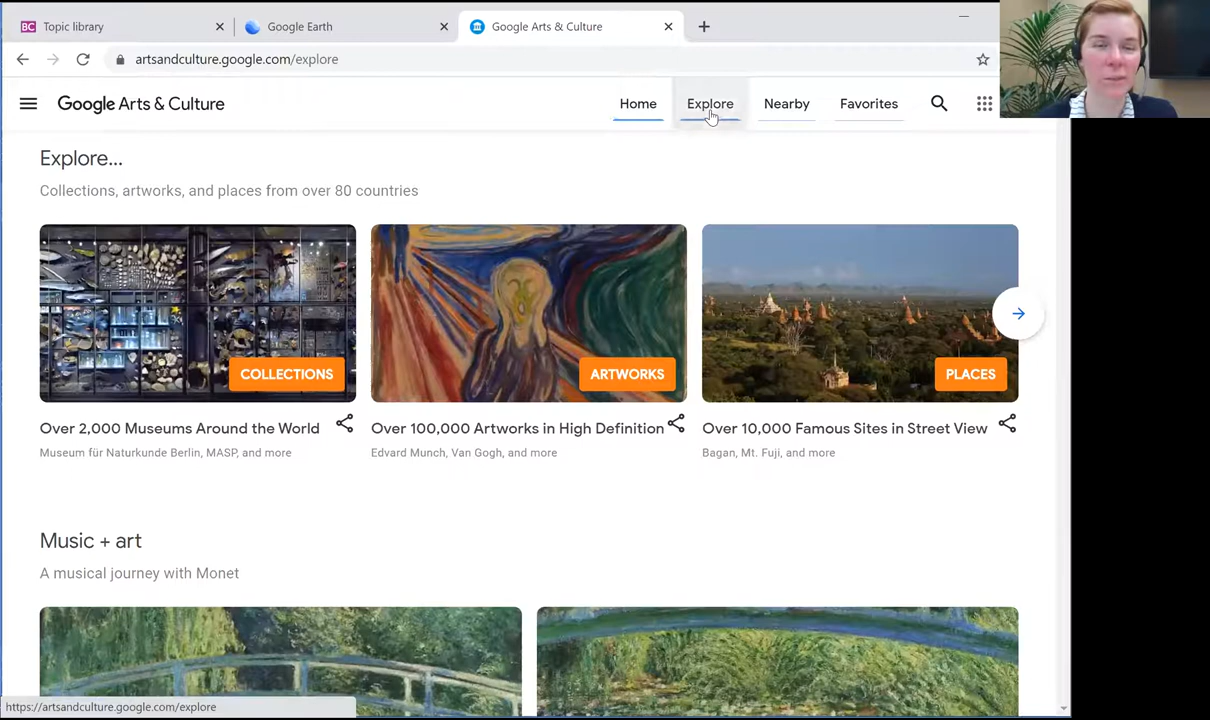 BC Topic library
Google Earth
Google Arts & Culture
artsandculture.google.com/explore
Google Arts & Culture
Home
Explore
Nearby
Favorites
Explore...
Collections, artworks, and places from over 80 countries
COLLECTIONS
ARTWORKS
PLACES
Over 2,000 Museums Around the World
Over 100,000 Artworks in High Definition
Over 10,000 Famous Sites in Street View
Museum für Naturkunde Berlin, MASP, and more
Edvard Munch, Van Gogh, and more
Bagan, Mt. Fuji, and more
Music + art
A musical journey with Monet
https://artsandculture.google.com/explore